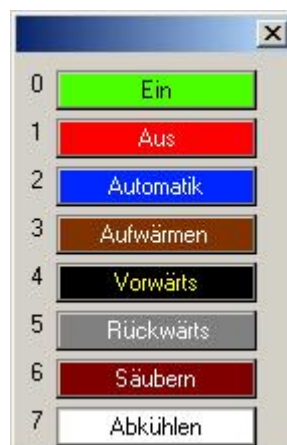 0 Ein
1 Aus
2 Automatik
3 Aufwärmen
4 Vorwärts
5 Rückwärts
6 Säubern
7 Abkühlen